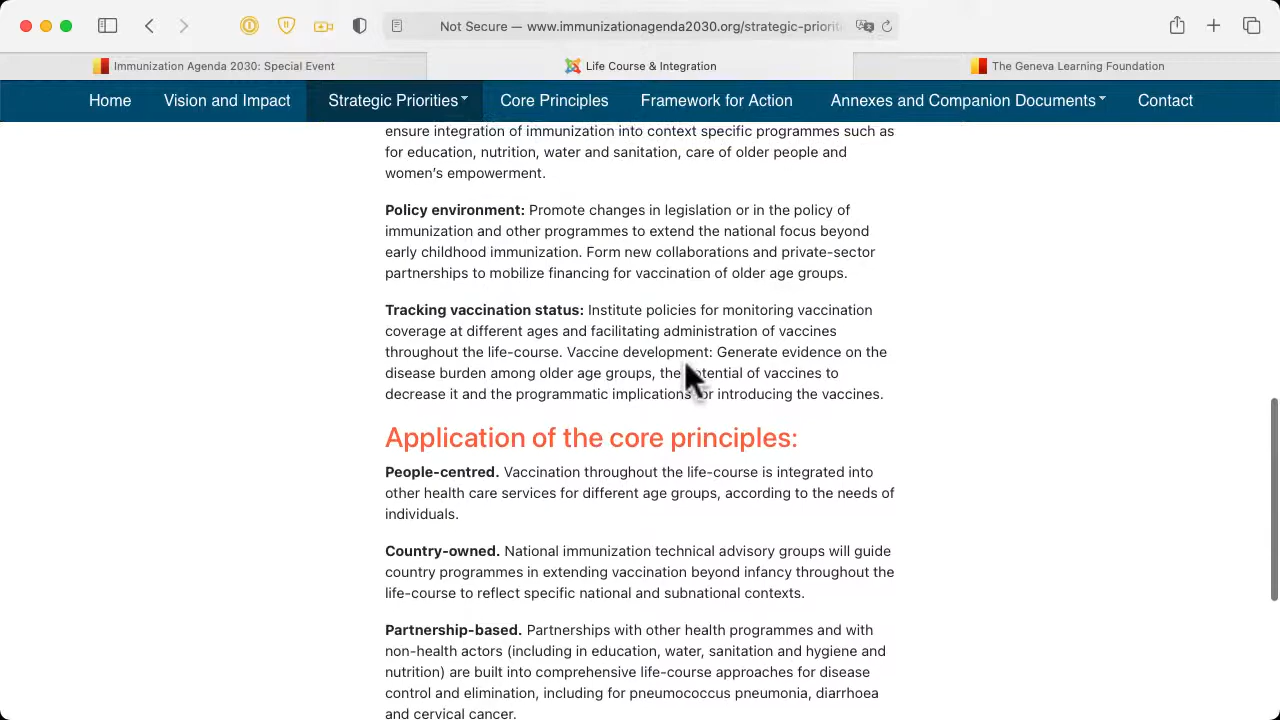 Not Secure — www.immunizationagenda2030.org/strategic-priorit
Immunization Agenda 2030: Special Event
Life Course & Integration
The Geneva Learning Foundation
Home
Vision and Impact
Strategic Priorities
Core Principles
Framework for Action
Annexes and Companion Documents
Contact
ensure integration of immunization into context specific programmes such as
for education, nutrition, water and sanitation, care of older people and
women's empowerment.
Policy environment: Promote changes in legislation or in the policy of
immunization and other programmes to extend the national focus beyond
early childhood immunization. Form new collaborations and private-sector
partnerships to mobilize financing for vaccination of older age groups.
Tracking vaccination status: Institute policies for monitoring vaccination
coverage at different ages and facilitating administration of vaccines
throughout the life-course. Vaccine development: Generate evidence on the
disease burden among older age groups, the potential of vaccines to
decrease it and the programmatic implications for introducing the vaccines.
Application of the core principles:
People-centred. Vaccination throughout the life-course is integrated into
other health care services for different age groups, according to the needs of
individuals.
Country-owned. National immunization technical advisory groups will guide
country programmes in extending vaccination beyond infancy throughout the
life-course to reflect specific national and subnational contexts.
Partnership-based. Partnerships with other health programmes and with
non-health actors (including in education, water, sanitation and hygiene and
nutrition) are built into comprehensive life-course approaches for disease
control and elimination, including for pneumococcus pneumonia, diarrhoea
and cervical cancer.